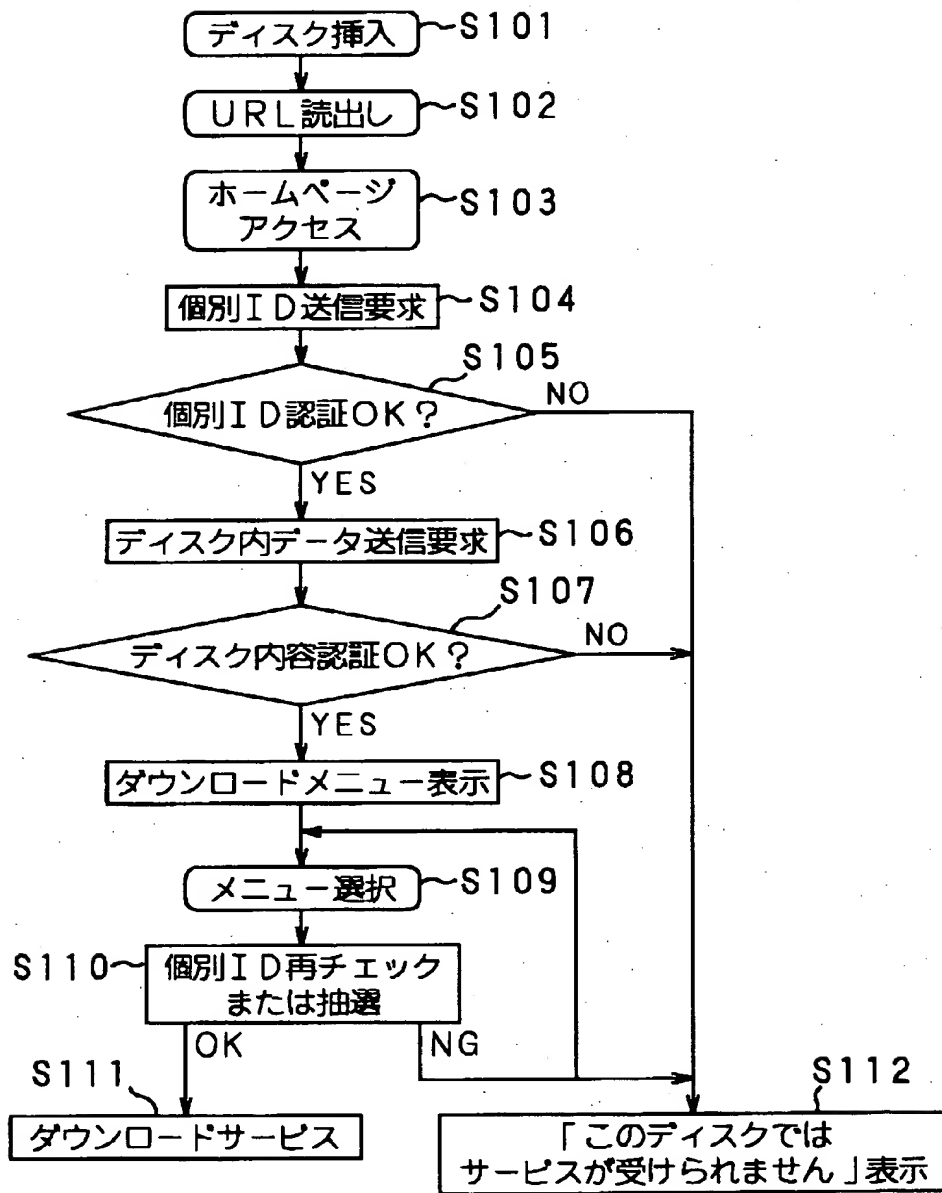 ディスク挿入
S101
URL読出し
S102
ホームページ
アクセス
S103
個別ID送信要求
S104
S105
個別ID認証OK?
NO
YES
ディスク内データ送信要求
S106
S107
ディスク内容認証OK?
NO
YES
ダウンロードメニュー表示
S108
メニュー選択
S109
S110
個別ID再チェック
または抽選
OK
NG
S111
ダウンロードサービス
S112
「このディスクでは
サービスが受けられません」表示